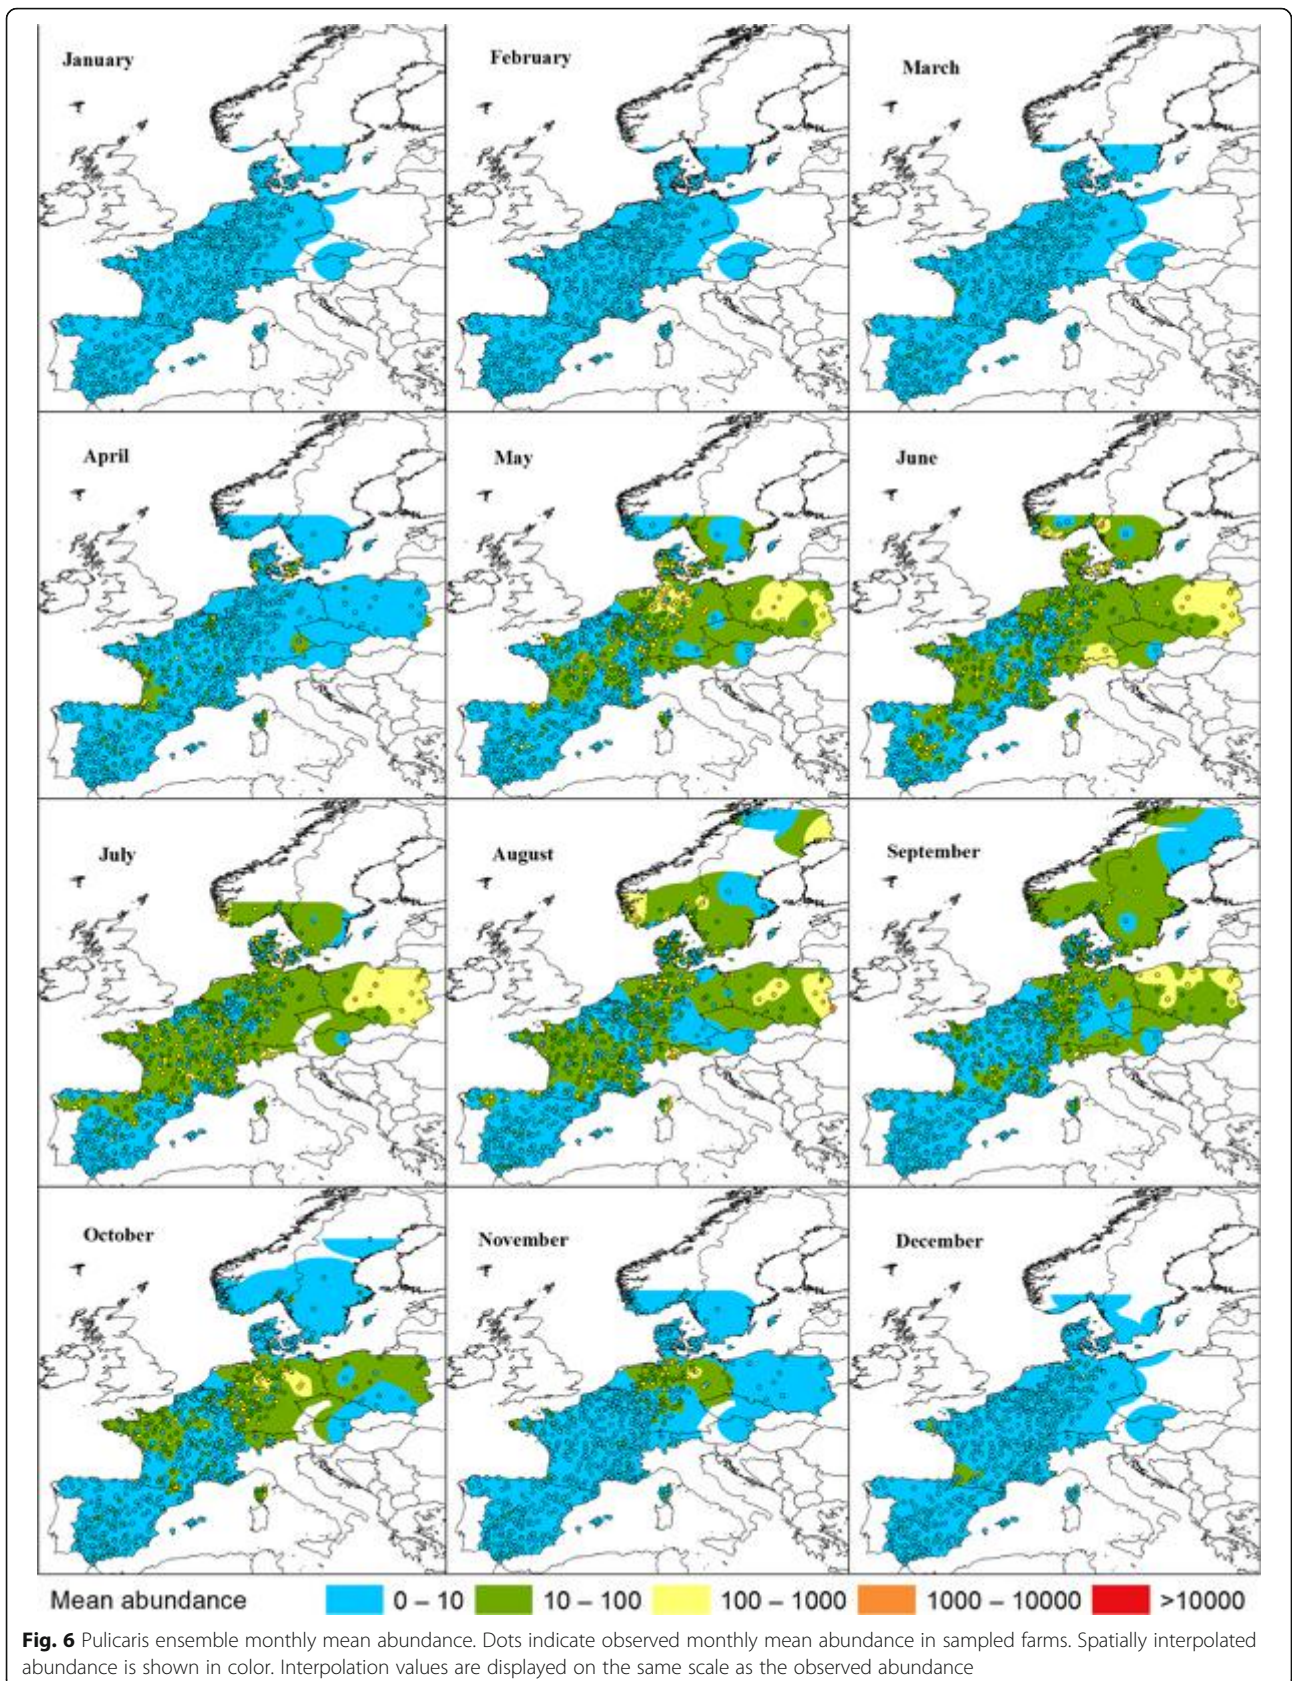 January
February
March
April
May
June
July
August
September
October
November
December
Mean abundance 0 – 10 10 – 100 100 – 1000 1000 – 10000 >10000
Fig. 6 Pulicaris ensemble monthly mean abundance. Dots indicate observed monthly mean abundance in sampled farms. Spatially interpolated
abundance is shown in color. Interpolation values are displayed on the same scale as the observed abundance